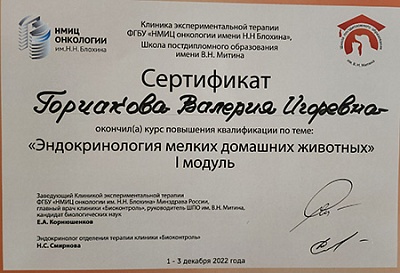 НМИЦ
ОНКОЛОГИИ
им.Н.Н. Блохина
Клиника экспериментальной терапии
ФГБУ «НМИЦ онкологии имени Н.Н Блохина»,
Школа постдипломного образования
имени В.Н. Митина
Сертификат
Горчакова Валерия Игоревна
окончил(а) курс повышения квалификации по теме:
«Эндокринология мелких домашних животных»
I модуль
Заведующий Клиникой экспериментальной терапии
ФГБУ «НМИЦ онкологии им. Н.Н. Блохина» Минздрава России,
главный врач клиники «Биоконтроль», руководитель ШПО им. В.Н. Митина,
кандидат биологических наук
Е.А. Корнюшенков
Эндокринолог отделения терапии клиники «Биоконтроль»
Н.С. Смирнова
1 - 3 декабря 2022 года